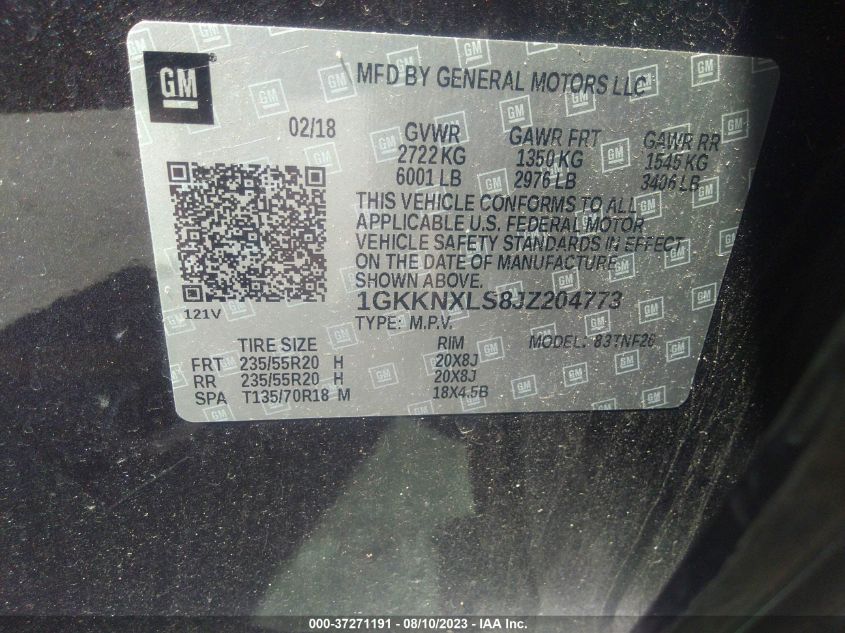 GM
MFD BY GENERAL MOTORS LLC
02/18 GVWR GAWR FRT GAWR RR
2722 KG 1350 KG 1545 KG
6001 LB 2976 LB 3406 LB
THIS VEHICLE CONFORMS TO ALL
APPLICABLE U.S. FEDERAL MOTOR
VEHICLE SAFETY STANDARDS IN EFFECT
ON THE DATE OF MANUFACTURE
SHOWN ABOVE.
1GKKNXLS8JZ204773
121V
TYPE: M.P.V. MODEL: 83TNF26
TIRE SIZE RIM
FRT 235/55R20 H 20X8J
RR 235/55R20 H 20X8J
SPA T135/70R18 M 18X4.5B
000-37271191 - 08/10/2023 - IAA Inc.